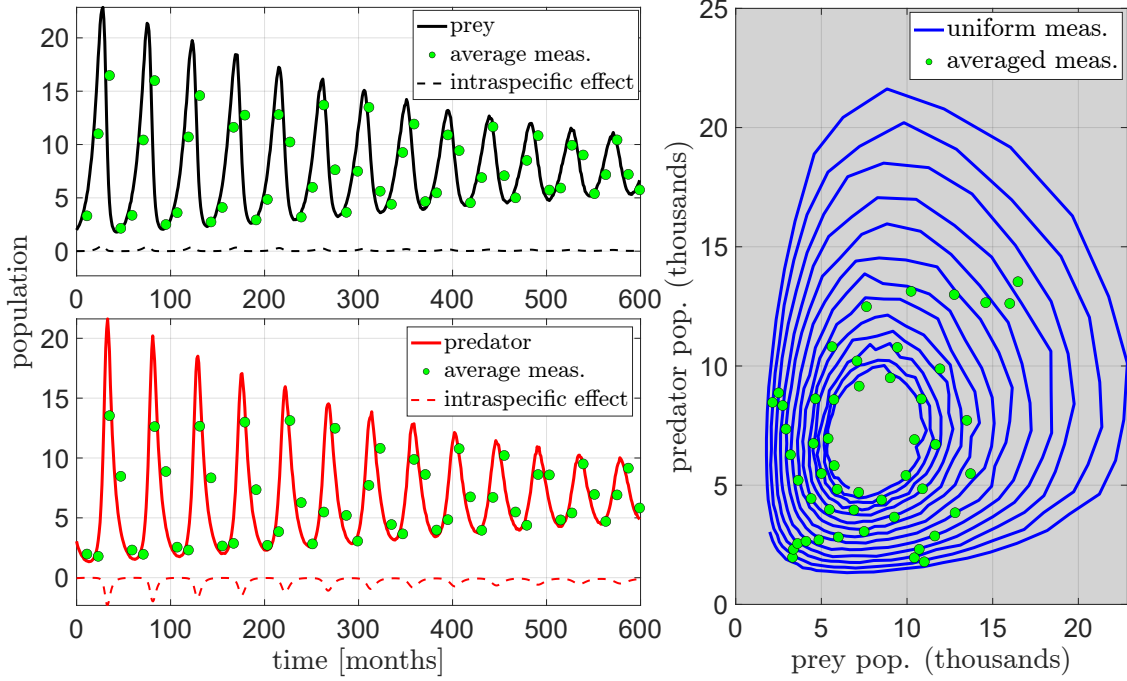 population
20
15
10
5
0
prey
average meas.
intraspecific effect
0 100 200 300 400 500 600
20
15
10
5
0
predator
average meas.
intraspecific effect
0 100 200 300 400 500 600
time [months]
predator pop. (thousands)
25
20
15
10
5
0
uniform meas.
averaged meas.
0 5 10 15 20
prey pop. (thousands)